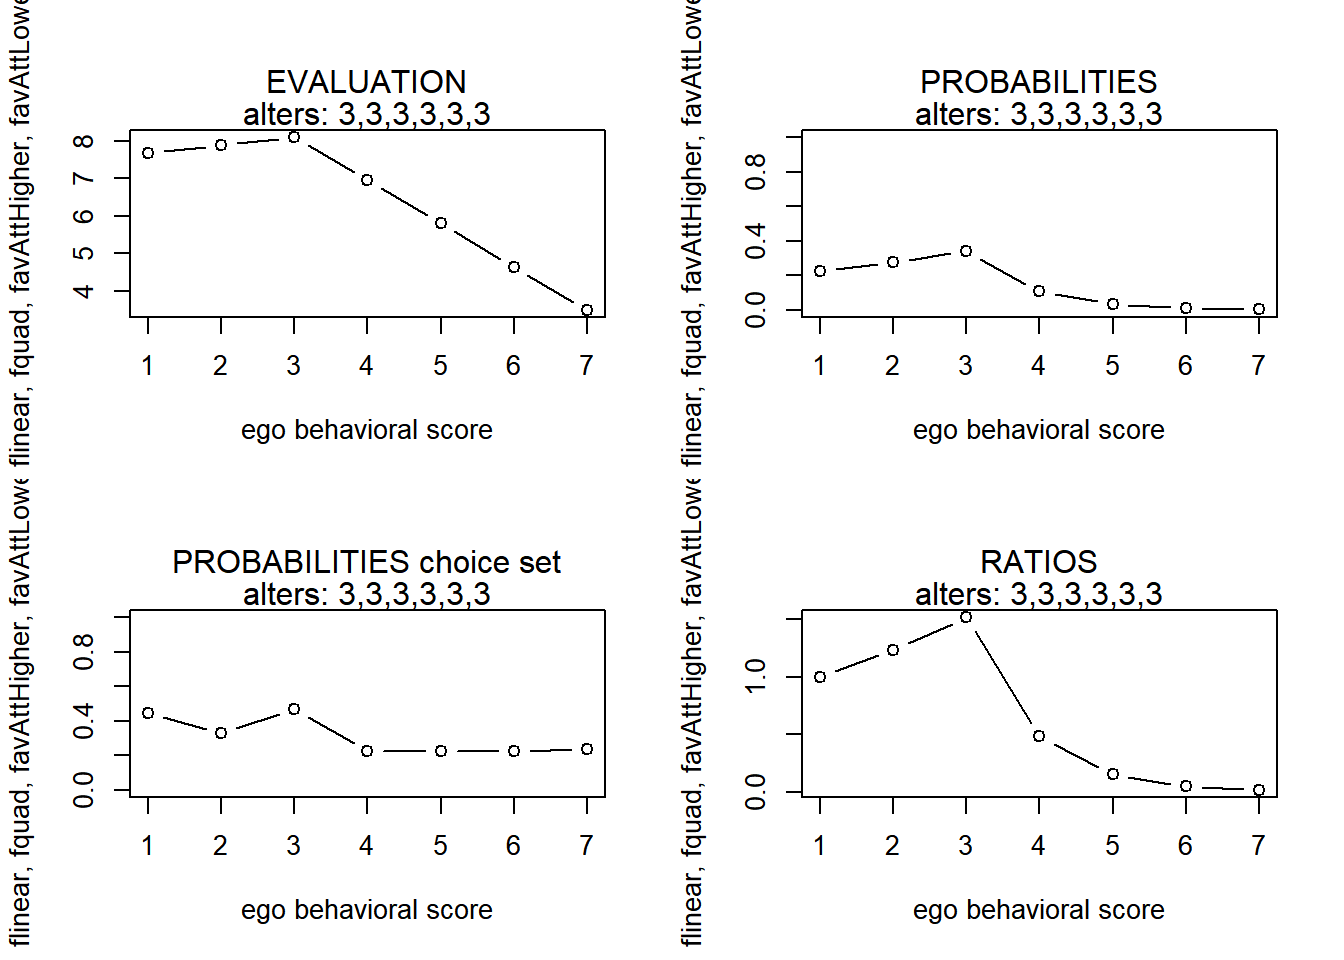 EVALUATION
alters: 3,3,3,3,3,3
flinear, fquad, favAttHigher, favAttLowe
8
7
6
5
4
1 2 3 4 5 6 7
ego behavioral score
PROBABILITIES
alters: 3,3,3,3,3,3
flinear, fquad, favAttHigher, favAttLowe
0.8
0.4
0.0
1 2 3 4 5 6 7
ego behavioral score
PROBABILITIES choice set
alters: 3,3,3,3,3,3
flinear, fquad, favAttHigher, favAttLowe
0.8
0.4
0.0
1 2 3 4 5 6 7
ego behavioral score
RATIOS
alters: 3,3,3,3,3,3
flinear, fquad, favAttHigher, favAttLowe
1.0
0.0
1 2 3 4 5 6 7
ego behavioral score